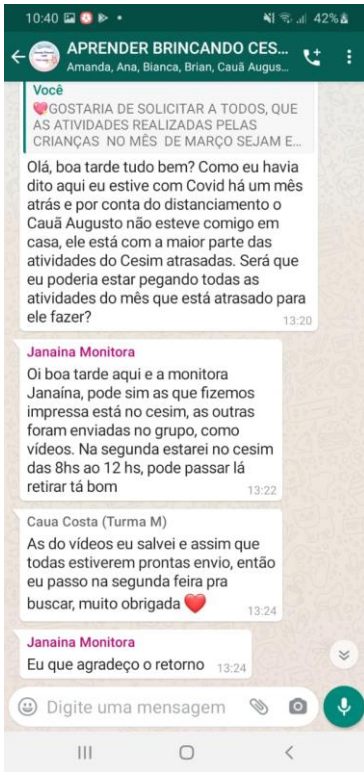 10:40 42%
APRENDER BRINCANDO CES...
Amanda, Ana, Bianca, Brian, Cauã Augus...
Você
GOSTARIA DE SOLICITAR A TODOS, QUE
AS ATIVIDADES REALIZADAS PELAS
CRIANÇAS NO MÊS DE MARÇO SEJAM E...
Olá, boa tarde tudo bem? Como eu havia
dito aqui eu estive com Covid há um mês
atrás e por conta do distanciamento o
Cauã Augusto não esteve comigo em
casa, ele está com a maior parte das
atividades do Cesim atrasadas. Será que
eu poderia estar pegando todas as
atividades do mês que está atrasado para
ele fazer?
13:20
Janaina Monitora
Oi boa tarde aqui e a monitora
Janaína, pode sim as que fizemos
impressa está no cesim, as outras
foram enviadas no grupo, como
vídeos. Na segunda estarei no cesim
das 8hs ao 12 hs, pode passar lá
retirar tá bom
13:22
Caua Costa (Turma M)
As do vídeos eu salvei e assim que
todas estiverem prontas envio, então
eu passo na segunda feira pra
buscar, muito obrigada ❤️
13:24
Janaina Monitora
Eu que agradeço o retorno 13:24
Digite uma mensagem